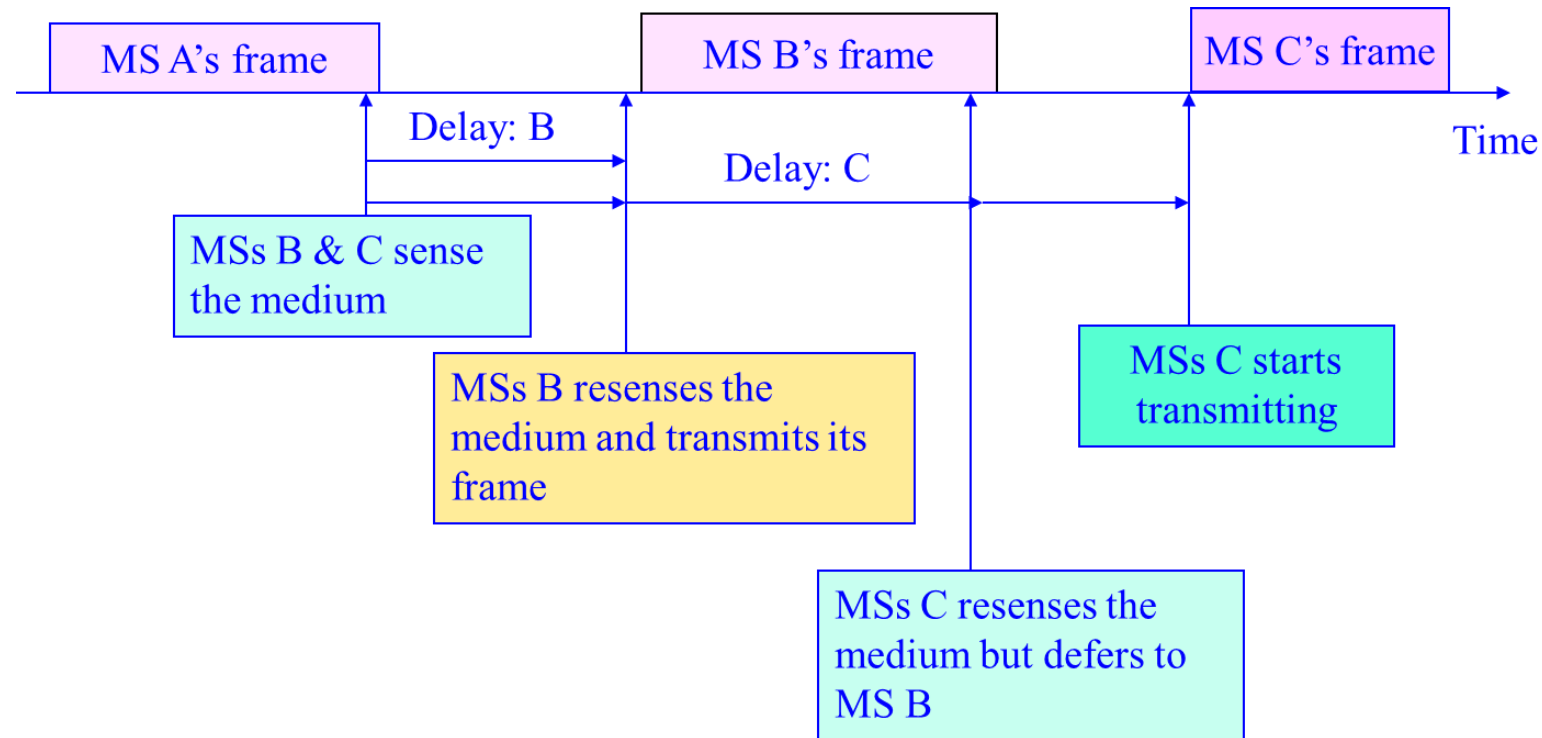 MS A’s frame
MS B’s frame
MS C’s frame
Delay: B
Time
Delay: C
MSs B & C sense
the medium
MSs B resenses the
medium and transmits its
frame
MSs C starts
transmitting
MSs C resenses the
medium but defers to
MS B